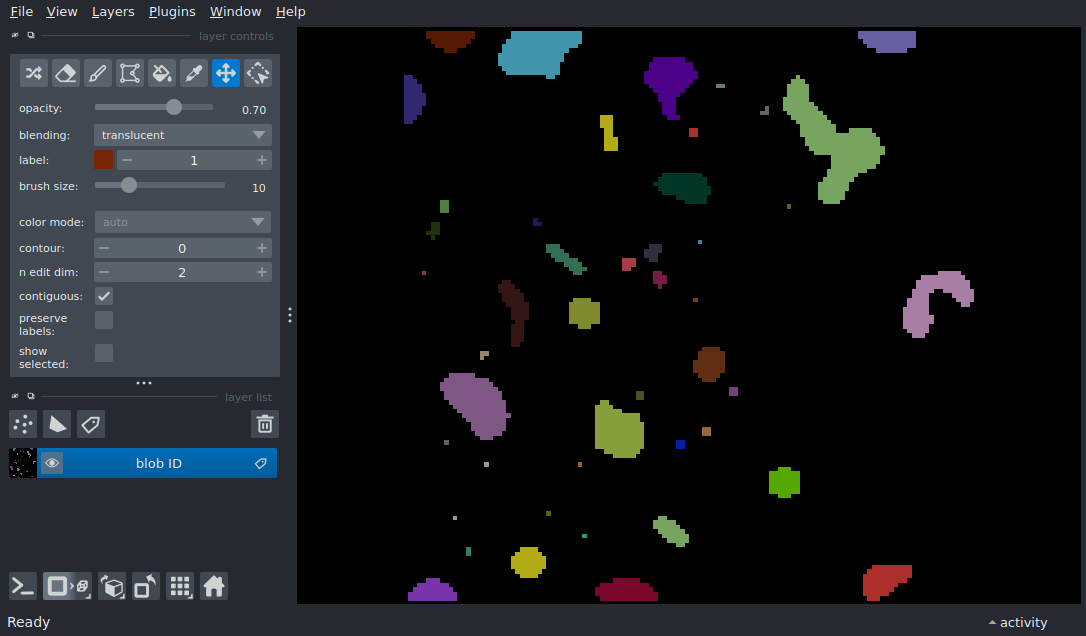 File View Layers Plugins Window Help
layer controls
opacity: 0.70
blending: translucent
label: 1
brush size: 10
color mode: auto
contour: 0
n edit dim: 2
contiguous:
preserve
labels:
show
selected:
layer list
blob ID
Ready
activity